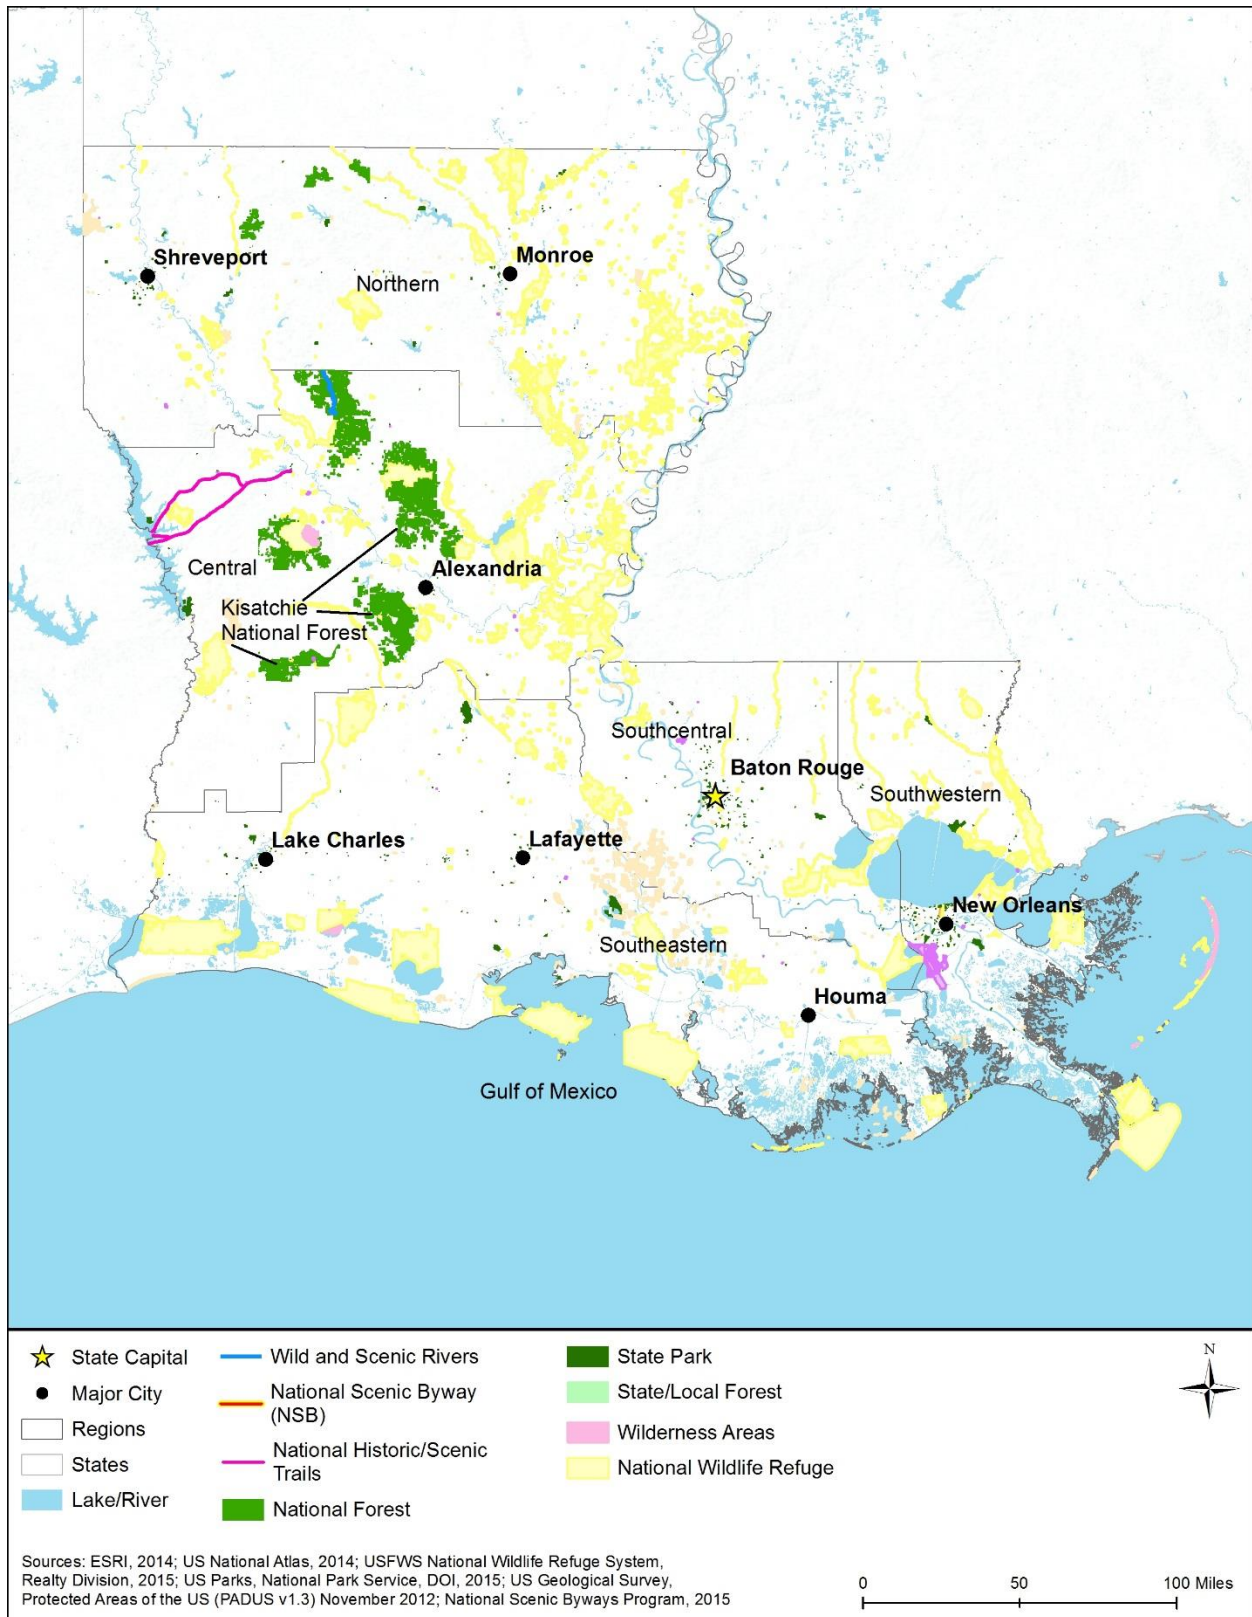 Shreveport
Monroe
Northern
Central
Alexandria
Kisatchie
National Forest
Southcentral
Baton Rouge
Southwestern
Lake Charles
Lafayette
New Orleans
Southeastern
Houma
Gulf of Mexico
State Capital
Major City
Regions
States
Lake/River
Wild and Scenic Rivers
National Scenic Byway
(NSB)
National Historic/Scenic
Trails
National Forest
State Park
State/Local Forest
Wilderness Areas
National Wildlife Refuge
N
Sources: ESRI, 2014; US National Atlas, 2014; USFWS National Wildlife Refuge System,
Realty Division, 2015; US Parks, National Park Service, DOI, 2015; US Geological Survey,
Protected Areas of the US (PADUS v1.3) November 2012; National Scenic Byways Program, 2015
0 50 100 Miles